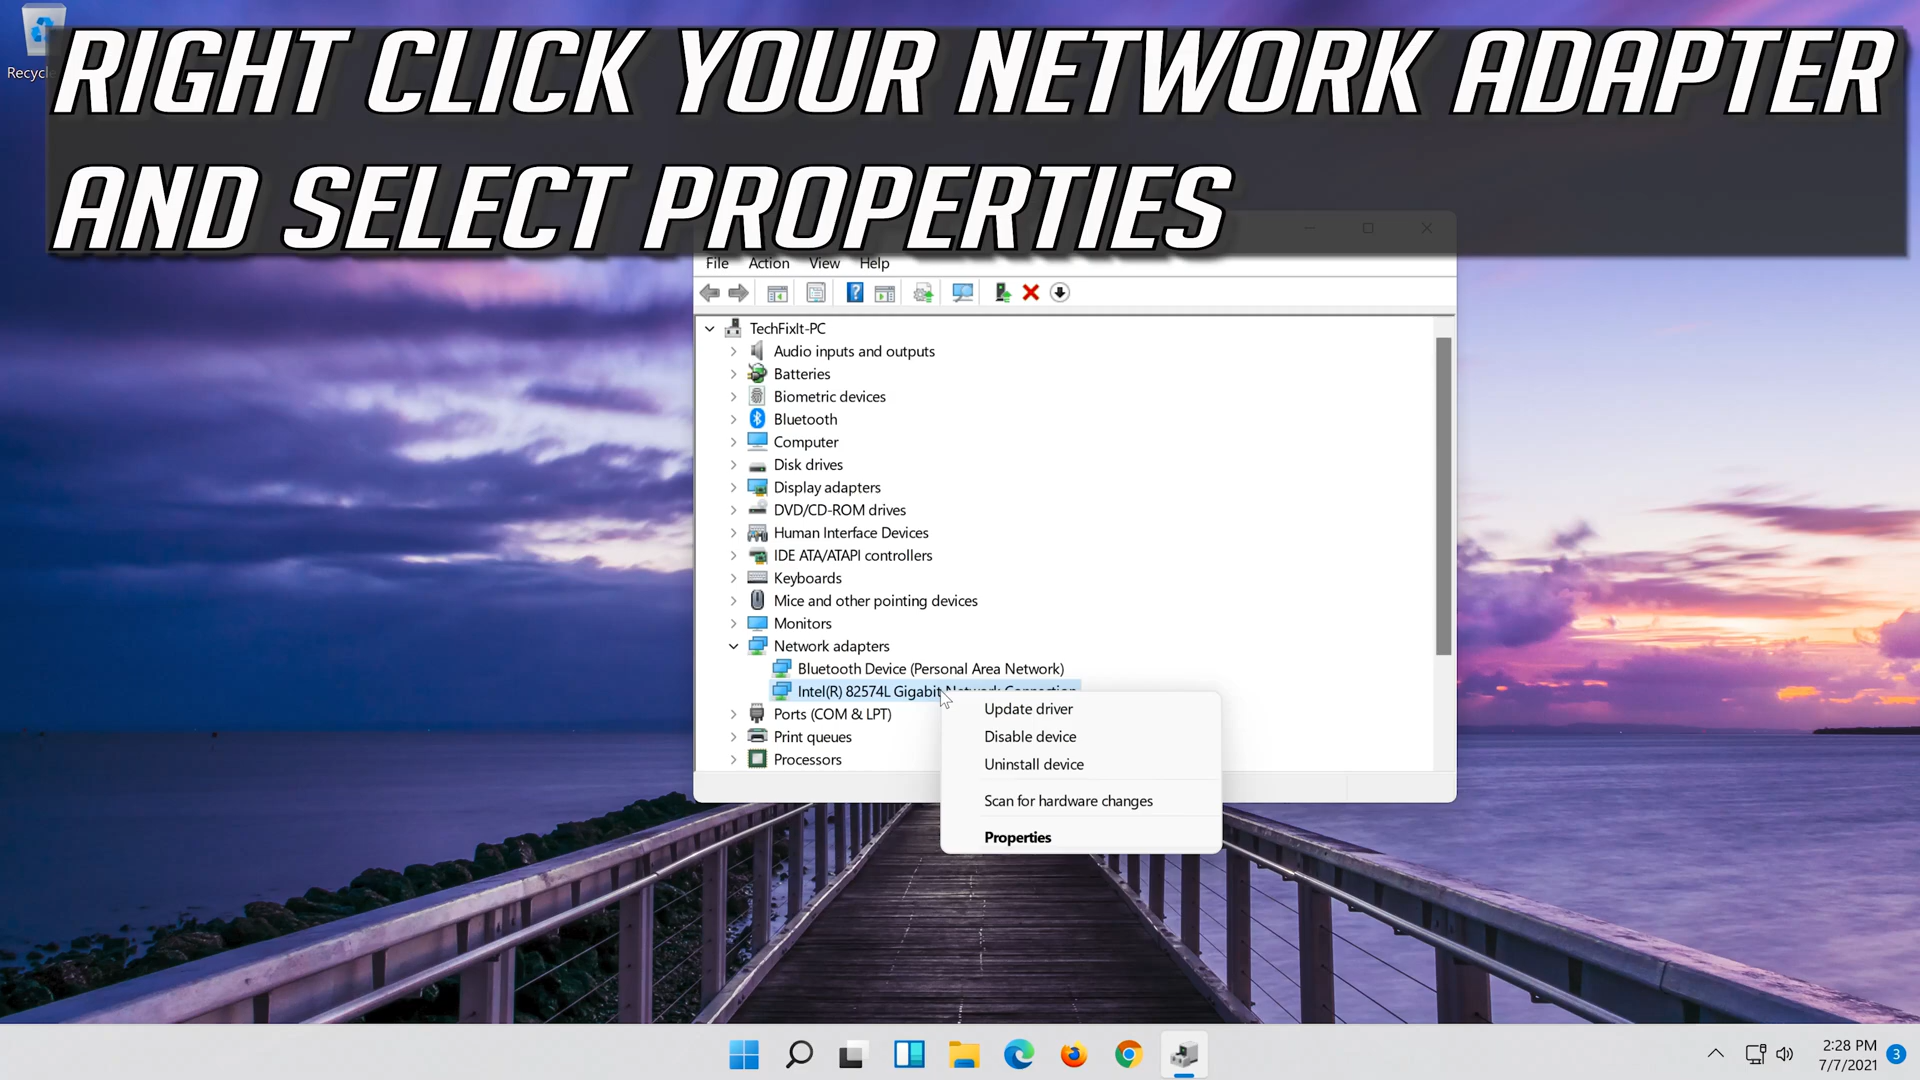 RIGHT CLICK YOUR NETWORK ADAPTER
AND SELECT PROPERTIES
Recycle
File Action View Help
TechFixIt-PC
Audio inputs and outputs
Batteries
Biometric devices
Bluetooth
Computer
Disk drives
Display adapters
DVD/CD-ROM drives
Human Interface Devices
IDE ATA/ATAPI controllers
Keyboards
Mice and other pointing devices
Monitors
Network adapters
Bluetooth Device (Personal Area Network)
Intel(R) 82574L Gigabit Network Connection
Update driver
Disable device
Uninstall device
Scan for hardware changes
Properties
Ports (COM & LPT)
Print queues
Processors
2:28 PM
7/7/2021
3